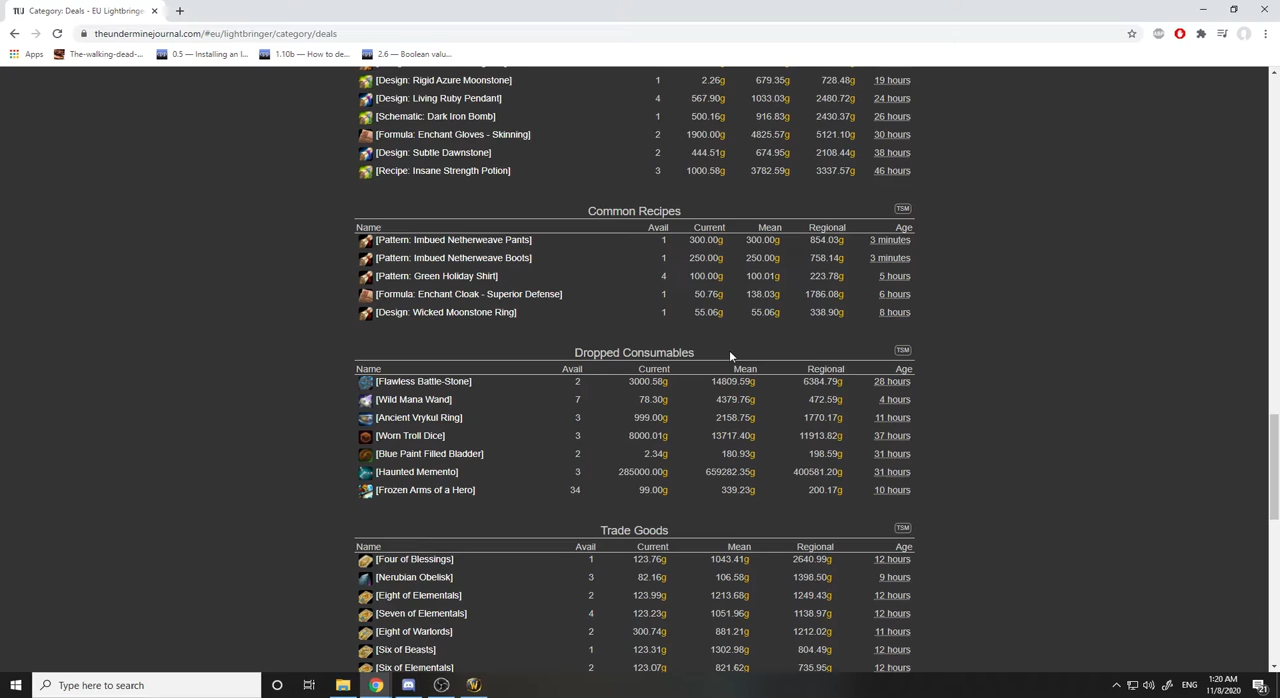 TUJ Category: Deals - EU Lightbringe
theunderminejournal.com/#eu/lightbringer/category/deals
Apps The-walking-dead-... 0.5 — Installing an I... 1.10b — How to de... 2.6 — Boolean valu...
[Design: Rigid Azure Moonstone] 1 2.26g 679.35g 728.48g 19 hours
[Design: Living Ruby Pendant] 4 567.90g 1033.03g 2480.72g 24 hours
[Schematic: Dark Iron Bomb] 1 500.16g 916.83g 2430.37g 26 hours
[Formula: Enchant Gloves - Skinning] 2 1900.00g 4825.57g 5121.10g 30 hours
[Design: Subtle Dawnstone] 2 444.51g 674.95g 2108.44g 38 hours
[Recipe: Insane Strength Potion] 3 1000.58g 3782.59g 3337.57g 46 hours
Common Recipes TSM
Name Avail Current Mean Regional Age
[Pattern: Imbued Netherweave Pants] 1 300.00g 300.00g 854.03g 3 minutes
[Pattern: Imbued Netherweave Boots] 1 250.00g 250.00g 758.14g 3 minutes
[Pattern: Green Holiday Shirt] 4 100.00g 100.01g 223.78g 5 hours
[Formula: Enchant Cloak - Superior Defense] 1 50.76g 138.03g 1786.08g 6 hours
[Design: Wicked Moonstone Ring] 1 55.06g 55.06g 338.90g 8 hours
Dropped Consumables TSM
Name Avail Current Mean Regional Age
[Flawless Battle-Stone] 2 3000.58g 14809.59g 6384.79g 28 hours
[Wild Mana Wand] 7 78.30g 4379.76g 472.59g 4 hours
[Ancient Vrykul Ring] 3 999.00g 2158.75g 1770.17g 11 hours
[Worn Troll Dice] 3 8000.01g 13717.40g 11913.82g 37 hours
[Blue Paint Filled Bladder] 2 2.34g 180.93g 198.59g 31 hours
[Haunted Memento] 3 285000.00g 659282.35g 400581.20g 31 hours
[Frozen Arms of a Hero] 34 99.00g 339.23g 200.17g 10 hours
Trade Goods TSM
Name Avail Current Mean Regional Age
[Four of Blessings] 1 123.76g 1043.41g 2640.99g 12 hours
[Nerubian Obelisk] 3 82.16g 106.58g 1398.50g 9 hours
[Eight of Elementals] 2 123.99g 1213.68g 1249.43g 12 hours
[Seven of Elementals] 4 123.23g 1051.96g 1138.97g 12 hours
[Eight of Warlords] 2 300.74g 881.21g 1212.02g 11 hours
[Six of Beasts] 1 123.31g 1302.98g 804.49g 12 hours
[Six of Elementals] 2 123.07g 821.62g 735.95g 12 hours
Type here to search
ENG
1:20 AM
11/8/2020
21